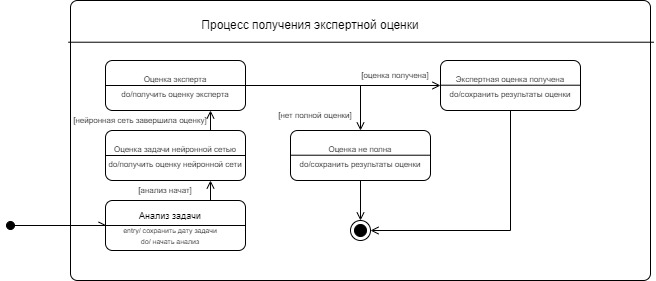 Процесс получения экспертной оценки
Оценка эксперта
do/получить оценку эксперта
[оценка получена]
Экспертная оценка получена
do/сохранить результаты оценки
[нейронная сеть завершила оценку]
[нет полной оценки]
Оценка задачи нейронной сетью
do/получить оценку нейронной сети
Оценка не полна
do/сохранить результаты оценки
[анализ начат]
Анализ задачи
entry/ сохранить дату задачи
do/ начать анализ